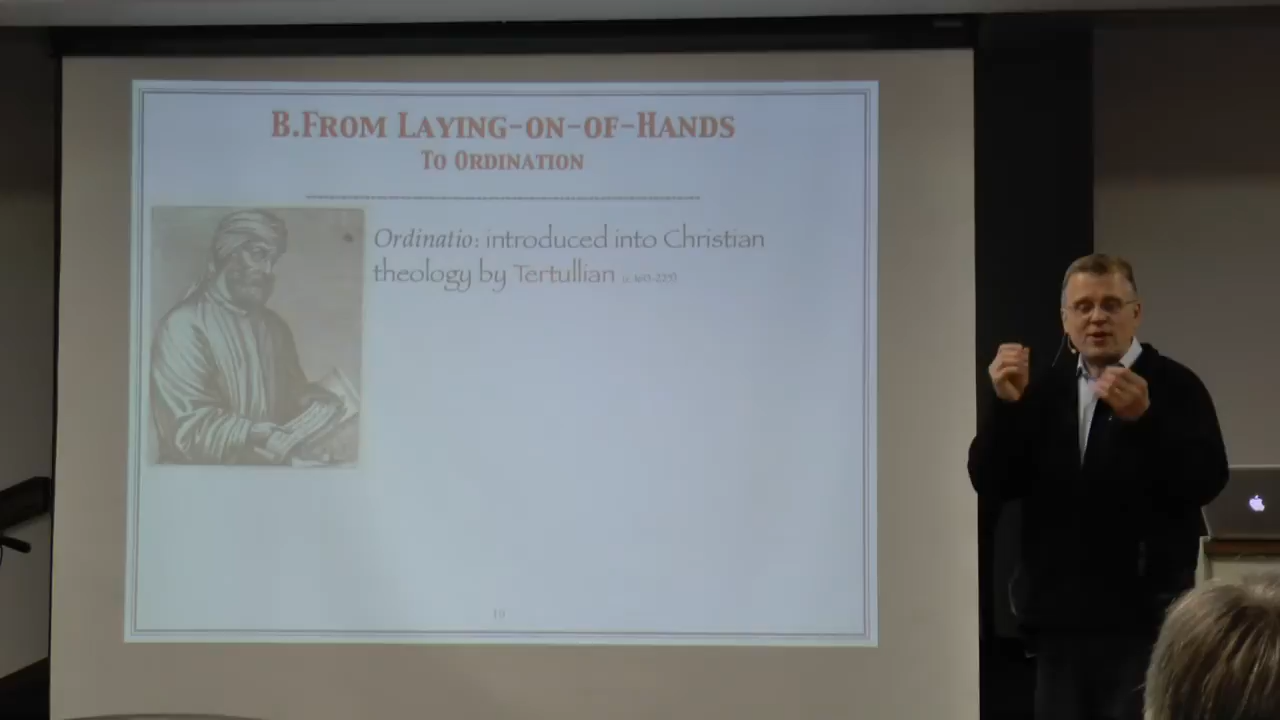 B. FROM LAYING-ON-OF-HANDS
TO ORDINATION
Ordinatio: introduced into Christian
theology by Tertullian